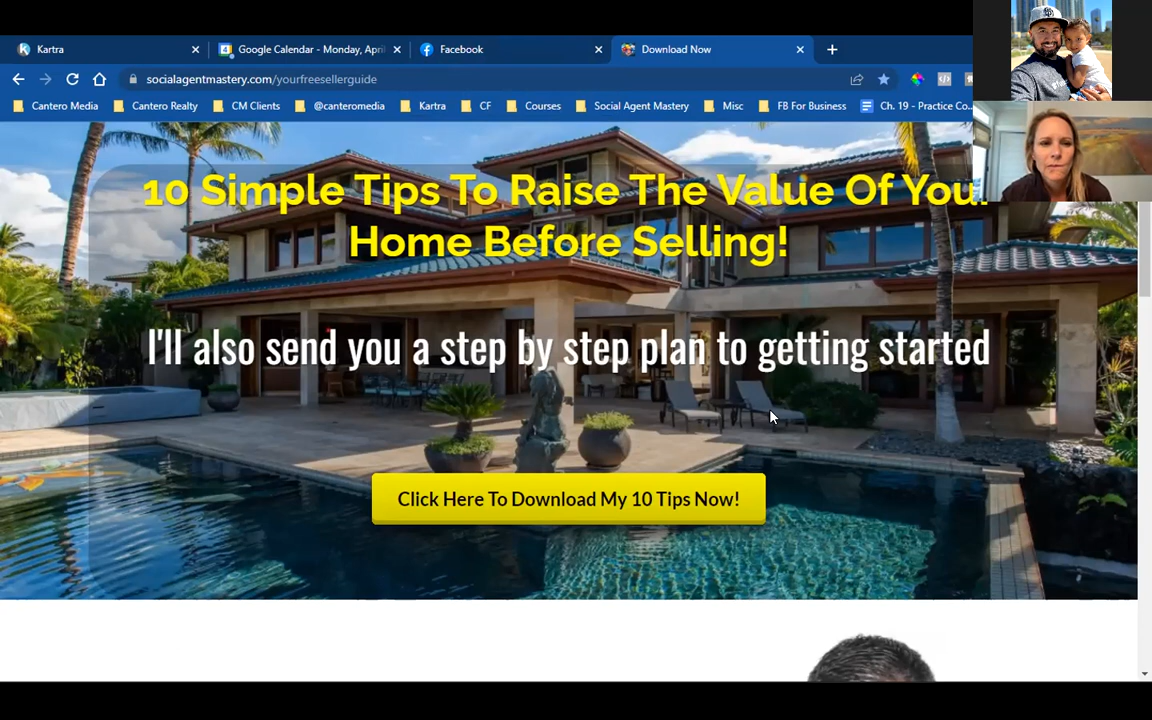 Kartra
Google Calendar - Monday, Apri
Facebook
Download Now
socialagentmastery.com/yourfreesellerguide
Cantero Media
Cantero Realty
CM Clients
@canteromedia
Kartra
CF
Courses
Social Agent Mastery
Misc
FB For Business
Ch. 19 - Practice Co...
10 Simple Tips To Raise The Value Of Your
Home Before Selling!
I'll also send you a step by step plan to getting started
Click Here To Download My 10 Tips Now!